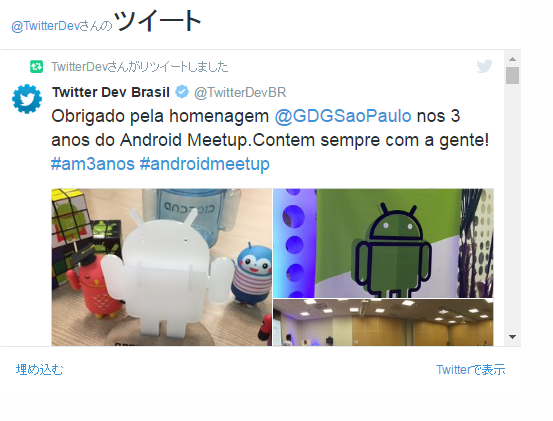 @TwitterDevさんのツイート
TwitterDevさんがリツイートしました
Twitter Dev Brasil @TwitterDevBR
Obrigado pela homenagem @GDGSaoPaulo nos 3
anos do Android Meetup.Contem sempre com a gente!
#am3anos #androidmeetup
埋め込む
Twitterで表示